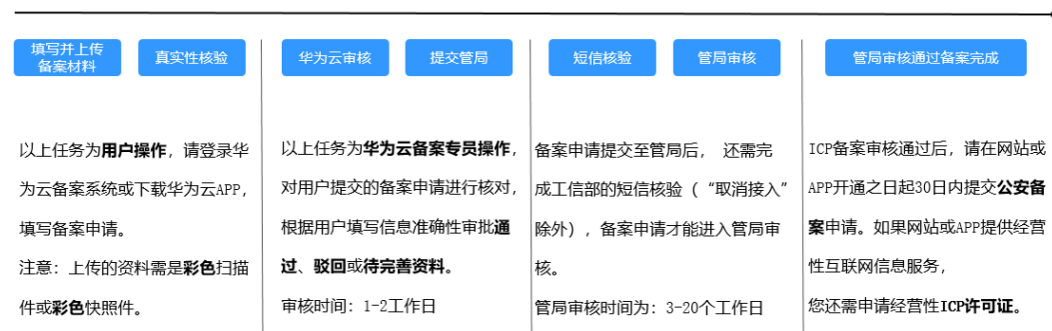 填写并上传
备案材料
真实性核验
华为云审核
提交管局
短信核验
管局审核
管局审核通过备案完成
以上任务为用户操作，请登录华
为云备案系统或下载华为云APP，
填写备案申请。
注意：上传的资料需是彩色扫描
件或彩色快照件。
以上任务为华为云备案专员操作，
对用户提交的备案申请进行核对，
根据用户填写信息准确性审批通
过、驳回或待完善资料。
审核时间：1-2工作日
备案申请提交至管局后， 还需完
成工信部的短信核验（“取消接入”
除外），备案申请才能进入管局审
核。
管局审核时间为：3-20个工作日
ICP备案审核通过后，请在网站或
APP开通之日起30日内提交公安备
案申请。如果网站或APP提供经营
性互联网信息服务，
您还需申请经营性ICP许可证。